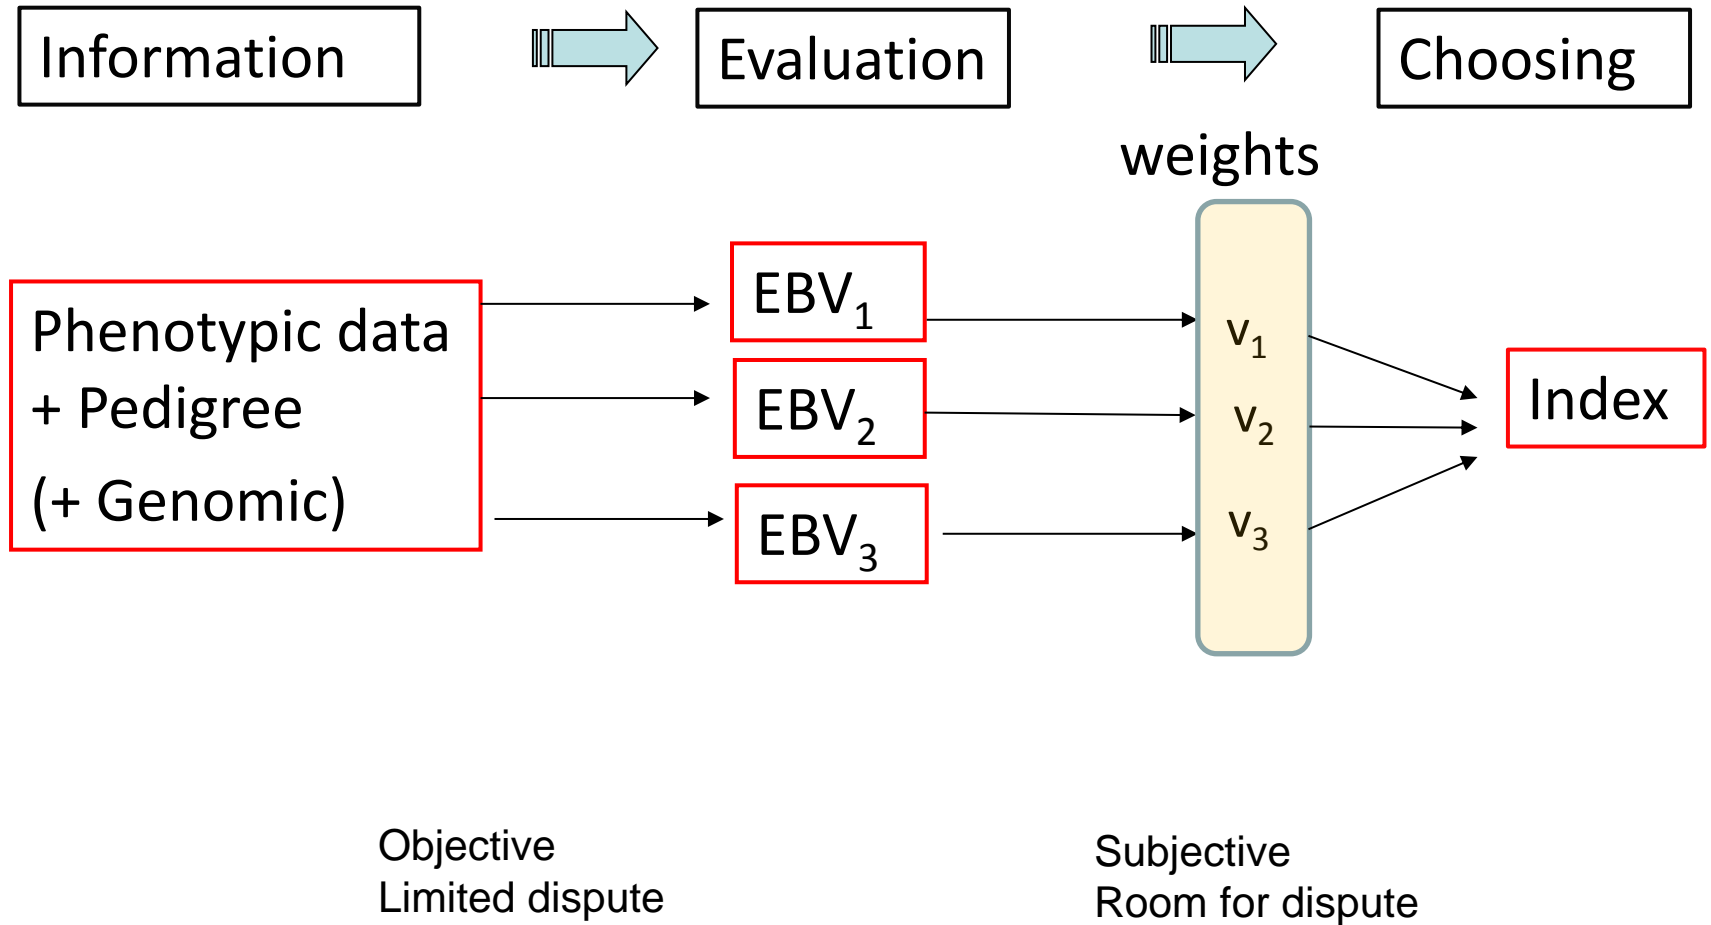 Information
Evaluation
Choosing
weights
Phenotypic data
+ Pedigree
(+ Genomic)
EBV₁
EBV₂
EBV₃
v₁
v₂
v₃
Index
Objective
Limited dispute
Subjective
Room for dispute